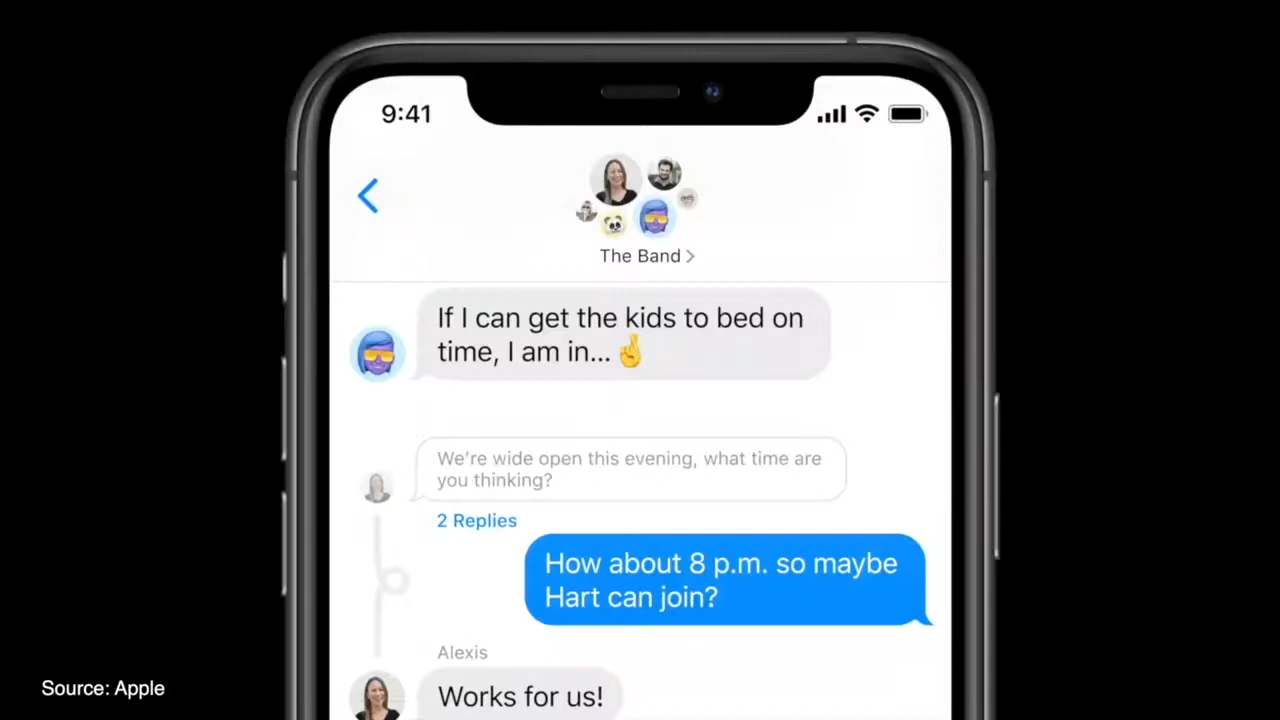 9:41
The Band >
If I can get the kids to bed on
time, I am in... 🤞
We’re wide open this evening, what time are
you thinking?
2 Replies
How about 8 p.m. so maybe
Hart can join?
Alexis
Works for us!
Source: Apple